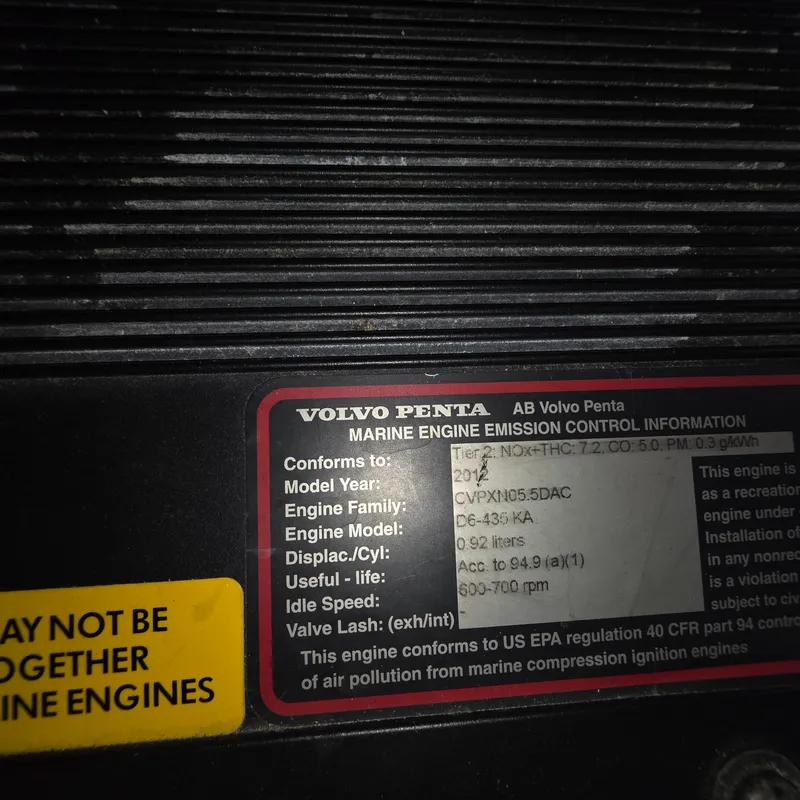 VOLVO PENTA AB Volvo Penta
MARINE ENGINE EMISSION CONTROL INFORMATION
Conforms to: Tier 2: NOx+THC: 7.2, CO: 5.0, PM: 0.3 g/kWh
Model Year: 2012
Engine Family: CVPXN05.5DAC
Engine Model: D6-435 KA
Displac./Cyl: 0.92 liters
Useful - life: Acc. to 94.9 (a)(1)
Idle Speed: 600-700 rpm
Valve Lash: (exh/int) -
This engine is
as a recreation
engine under
Installation of
in any nonrec
is a violation
subject to civ
This engine conforms to US EPA regulation 40 CFR part 94 contro
of air pollution from marine compression ignition engines
AY NOT BE
OGETHER
INE ENGINES